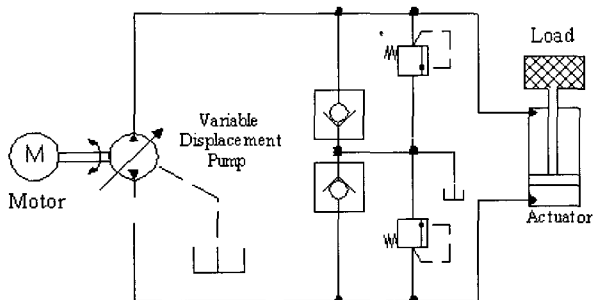 Load
Variable
Displacement
Pump
M
Motor
Actuator